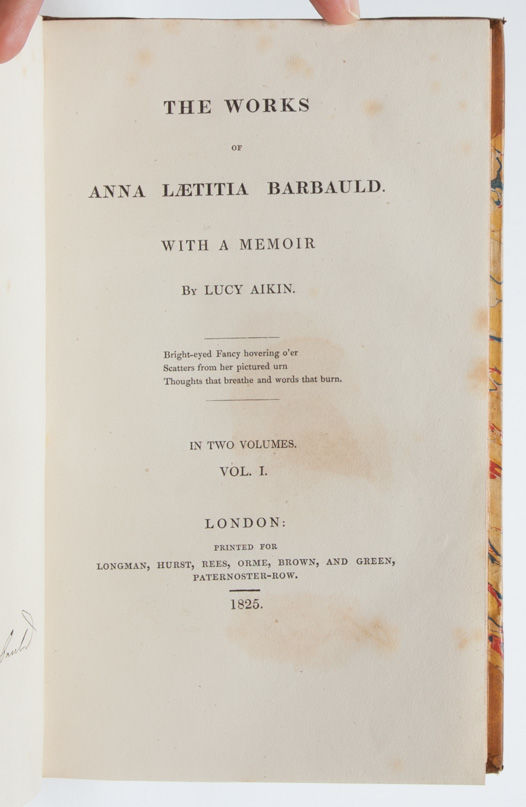 THE WORKS
OF
ANNA LÆTITIA BARBAULD.
WITH A MEMOIR
By LUCY AIKIN.
Bright-eyed Fancy hovering o'er
Scatters from her pictured urn
Thoughts that breathe and words that burn.
IN TWO VOLUMES.
VOL. I.
LONDON:
PRINTED FOR
LONGMAN, HURST, REES, ORME, BROWN, AND GREEN,
PATERNOSTER-ROW.
1825.